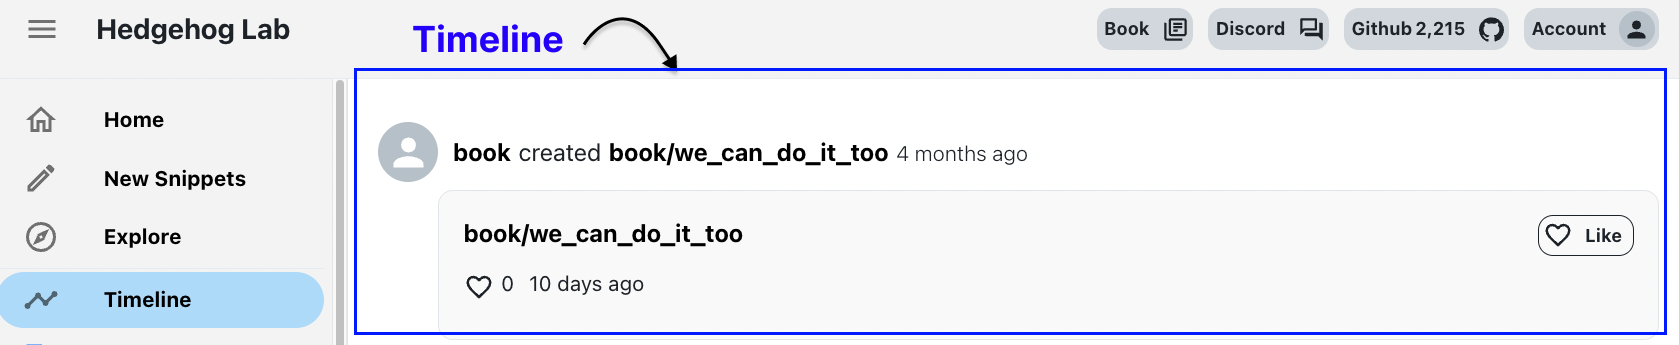 Hedgehog Lab
Timeline
Book
Discord
Github 2,215
Account
Home
New Snippets
Explore
Timeline
book created book/we_can_do_it_too 4 months ago
book/we_can_do_it_too
Like
0 10 days ago